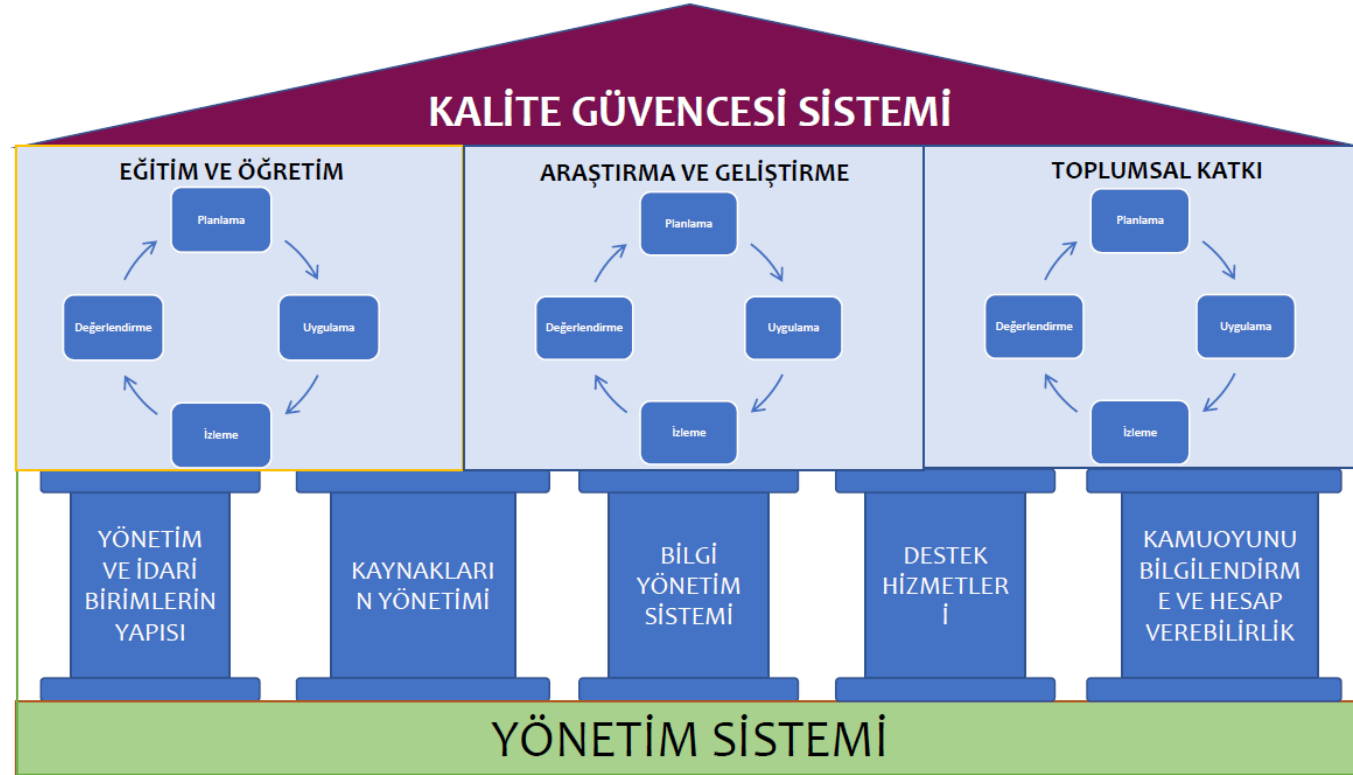 KALİTE GÜVENCESİ SİSTEMİ
EĞİTİM VE ÖĞRETİM
Planlama
Değerlendirme
Uygulama
İzleme
ARAŞTIRMA VE GELİŞTİRME
Planlama
Değerlendirme
Uygulama
İzleme
TOPLUMSAL KATKI
Planlama
Değerlendirme
Uygulama
İzleme
YÖNETİM
VE İDARİ
BİRİMLERİN
YAPISI
KAYNAKLARI
N YÖNETİMİ
BİLGİ
YÖNETİM
SİSTEMİ
DESTEK
HİZMETLER
İ
KAMUOYUNU
BİLGİLENDİRM
E VE HESAP
VEREBİLİRLİK
YÖNETİM SİSTEMİ